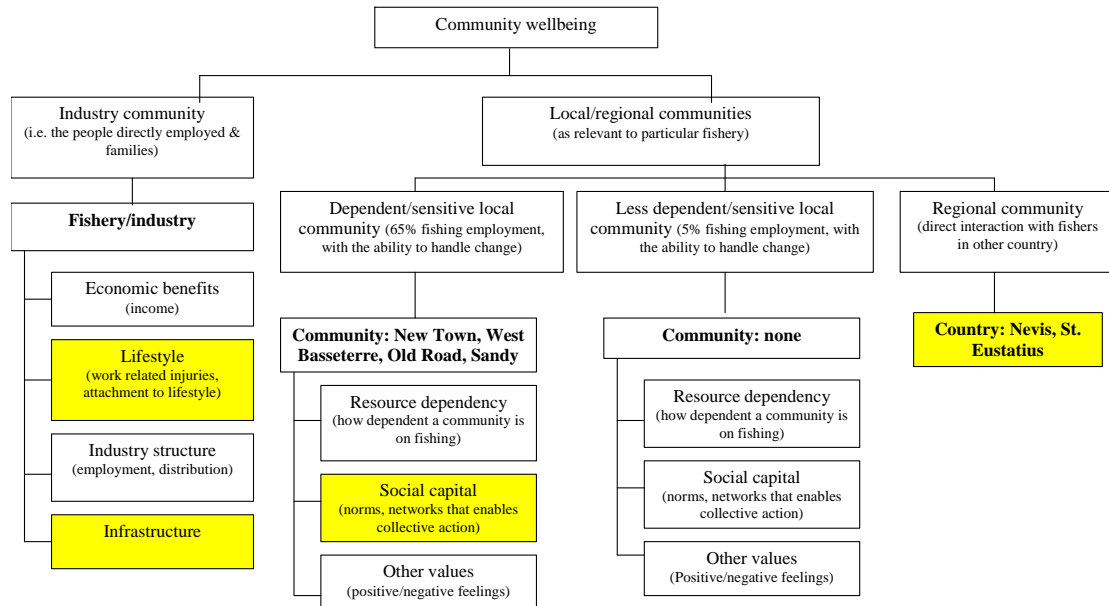 Community wellbeing
Industry community
(i.e. the people directly employed &
families)
Local/regional communities
(as relevant to particular fishery)
Fishery/industry
Economic benefits
(income)
Lifestyle
(work related injuries,
attachment to lifestyle)
Industry structure
(employment, distribution)
Infrastructure
Dependent/sensitive local
community (65% fishing employment,
with the ability to handle change)
Community: New Town, West
Basseterre, Old Road, Sandy
Resource dependency
(how dependent a community is
on fishing)
Social capital
(norms, networks that enables
collective action)
Other values
(positive/negative feelings)
Less dependent/sensitive local
community (5% fishing employment, with
the ability to handle change)
Community: none
Resource dependency
(how dependent a community is
on fishing)
Social capital
(norms, networks that enables
collective action)
Other values
(Positive/negative feelings)
Regional community
(direct interaction with fishers
in other country)
Country: Nevis, St.
Eustatius